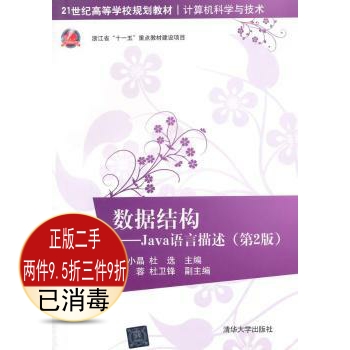 21世纪高等学校规划教材 | 计算机科学与技术
浙江省“十一五”重点教材建设项目
数据结构
——Java语言描述（第2版）
小晶 杜选 主编
蓉 杜卫锋 副主编
正版二手
两件9.5折三件9折
已消毒
清华大学出版社